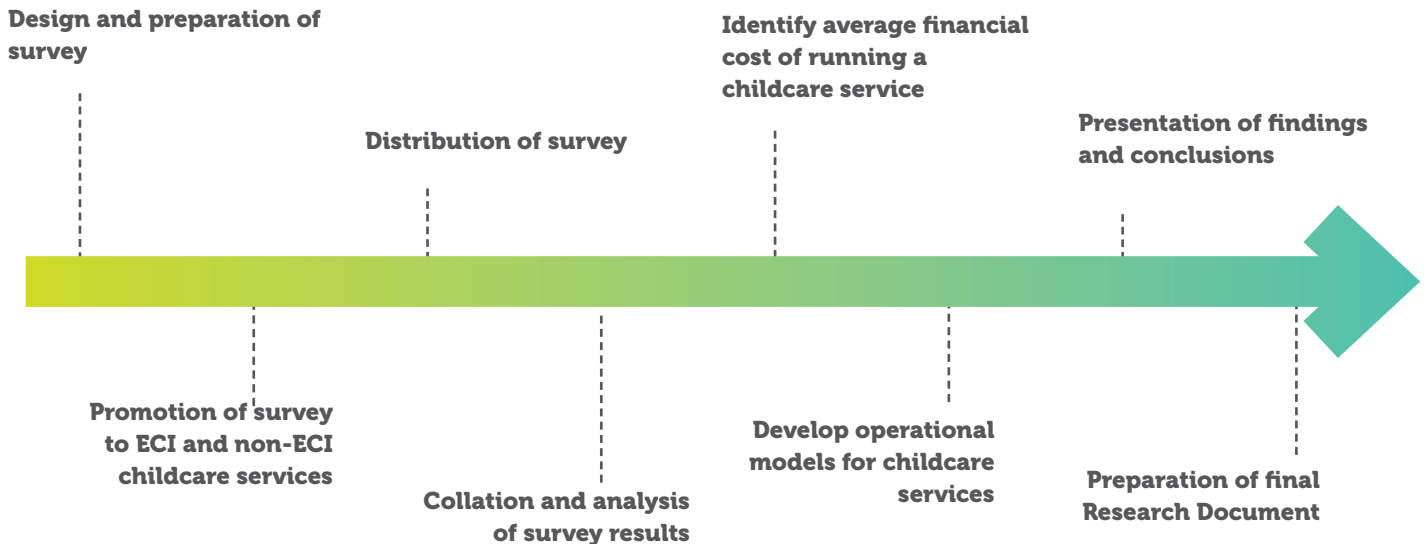 Design and preparation of
survey
Promotion of survey
to ECI and non-ECI
childcare services
Distribution of survey
Collation and analysis
of survey results
Identify average financial
cost of running a
childcare service
Develop operational
models for childcare
services
Presentation of findings
and conclusions
Preparation of final
Research Document